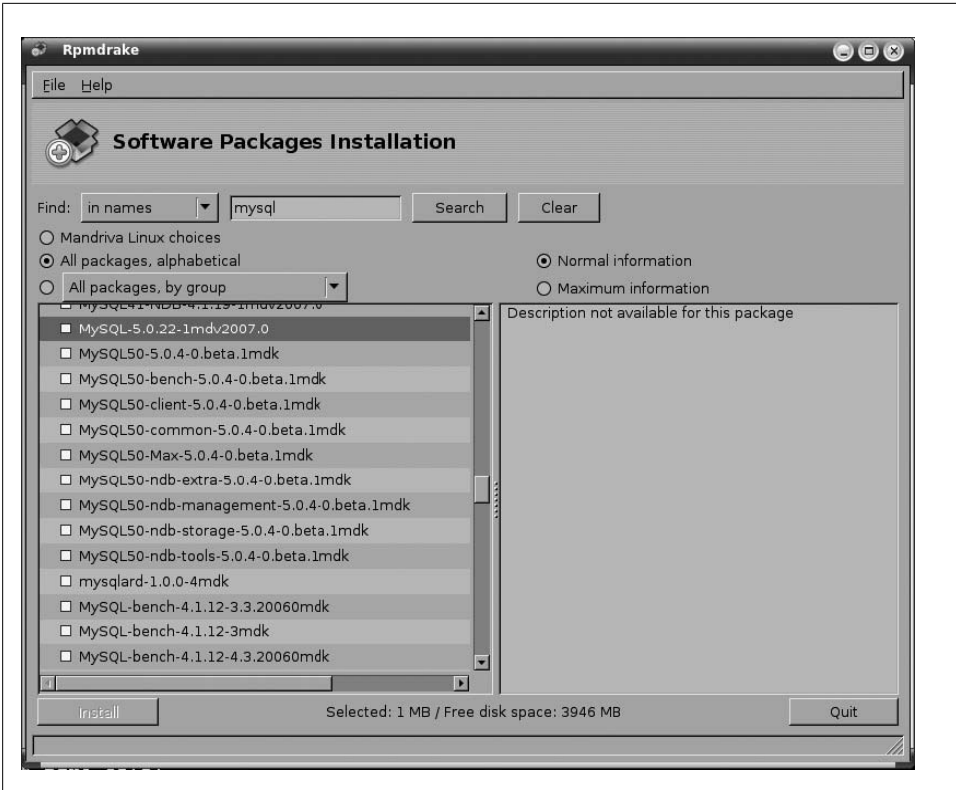 Rpmdrake
File Help
Software Packages Installation
Find: in names mysql Search Clear
Mandriva Linux choices
All packages, alphabetical
Normal information
All packages, by group
Maximum information
MySQL41-NDB-4.1.19-1mdv2007.0
Description not available for this package
MySQL-5.0.22-1mdv2007.0
MySQL50-5.0.4-0.beta.1mdk
MySQL50-bench-5.0.4-0.beta.1mdk
MySQL50-client-5.0.4-0.beta.1mdk
MySQL50-common-5.0.4-0.beta.1mdk
MySQL50-Max-5.0.4-0.beta.1mdk
MySQL50-ndb-extra-5.0.4-0.beta.1mdk
MySQL50-ndb-management-5.0.4-0.beta.1mdk
MySQL50-ndb-storage-5.0.4-0.beta.1mdk
MySQL50-ndb-tools-5.0.4-0.beta.1mdk
mysqlard-1.0.0-4mdk
MySQL-bench-4.1.12-3.3.20060mdk
MySQL-bench-4.1.12-3mdk
MySQL-bench-4.1.12-4.3.20060mdk
Install Selected: 1 MB / Free disk space: 3946 MB Quit